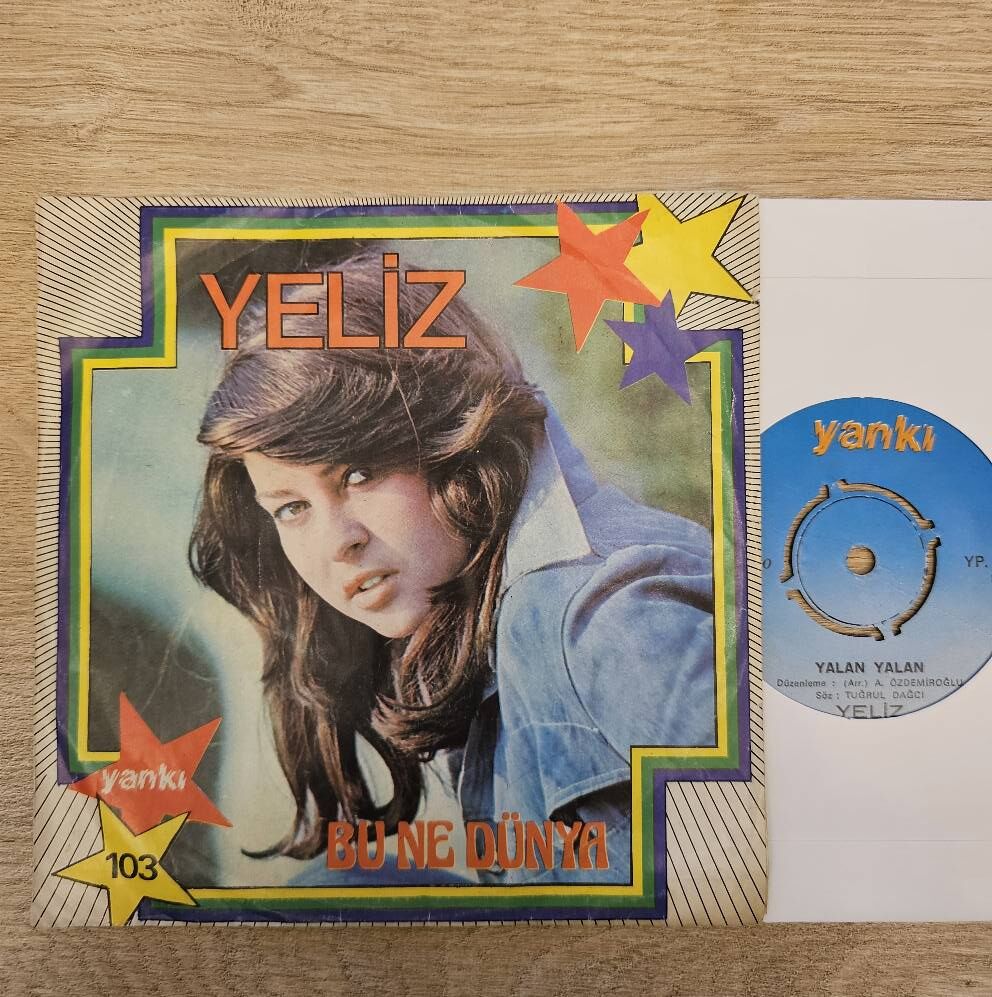 YELİZ
yankı
103
BU NE DÜNYA
yankı
YP.
YALAN YALAN
Düzenleme : (Arr.) A. ÖZDEMİROĞLU
Söz : TUĞRUL DAĞCI
YELİZ